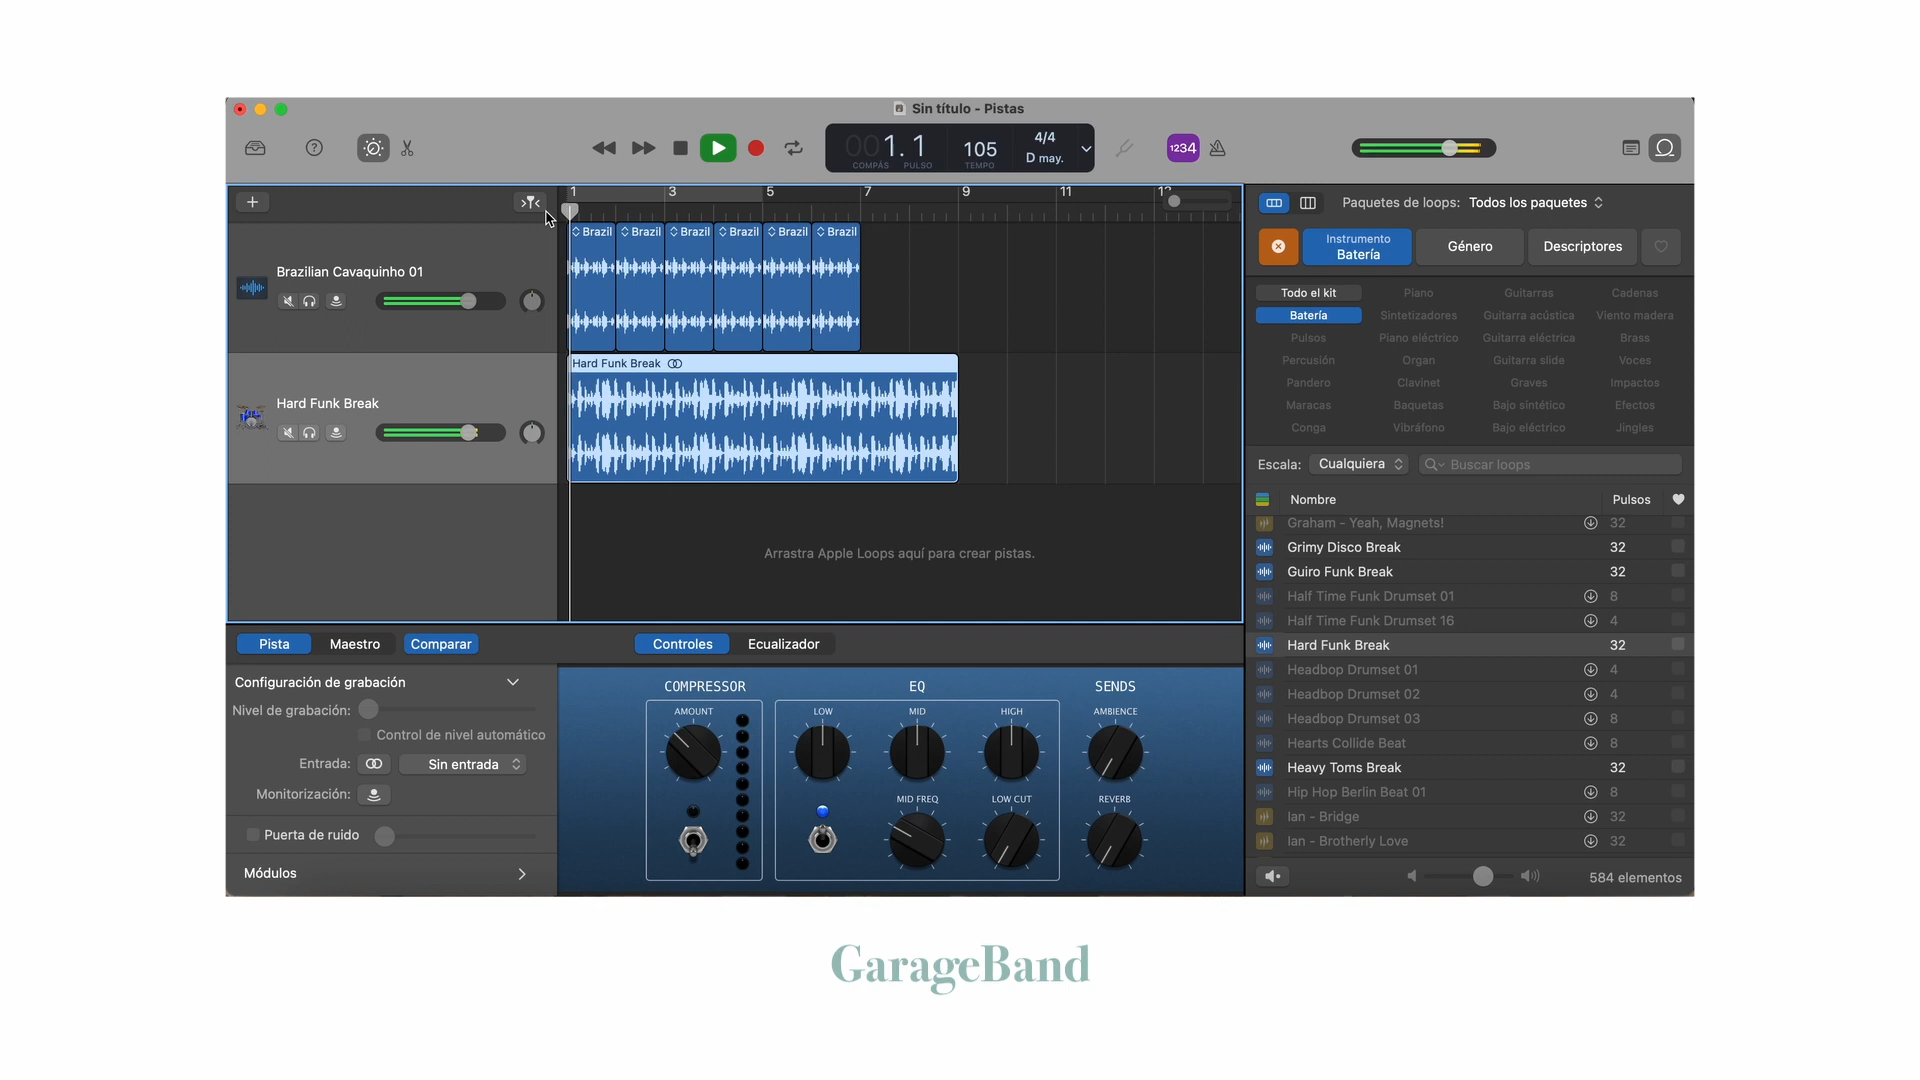 Sin título - Pistas
001. 1
COMPÁS PULSO
105
TEMPO
4/4
D may.
1234
1 3 5 7 9 11
Brazilian Cavaquinho 01
Brazil Brazil Brazil Brazil Brazil Brazil
Hard Funk Break
Hard Funk Break
Arrastra Apple Loops aquí para crear pistas.
Pista Maestro Comparar
Controles Ecualizador
Configuración de grabación
Nivel de grabación:
Control de nivel automático
Entrada: Sin entrada
Monitorización:
Puerta de ruido
Módulos
COMPRESSOR EQ SENDS
AMOUNT LOW MID HIGH AMBIENCE
MID FREQ LOW CUT REVERB
Paquetes de loops: Todos los paquetes
Instrumento
Batería
Género
Descriptores
Todo el kit Piano Guitarras Cadenas
Batería Sintetizadores Guitarra acústica Viento madera
Pulsos Piano eléctrico Guitarra eléctrica Brass
Percusión Organ Guitarra slide Voces
Pandero Clavinet Graves Impactos
Maracas Baquetas Bajo sintético Efectos
Conga Vibráfono Bajo eléctrico Jingles
Escala: Cualquiera Buscar loops
Nombre Pulsos
Graham - Yeah, Magnets! 32
Grimy Disco Break 32
Guiro Funk Break 32
Half Time Funk Drumset 01 8
Half Time Funk Drumset 16 4
Hard Funk Break 32
Headbop Drumset 01 4
Headbop Drumset 02 4
Headbop Drumset 03 8
Hearts Collide Beat 8
Heavy Toms Break 32
Hip Hop Berlin Beat 01 8
Ian - Bridge 32
Ian - Brotherly Love 32
584 elementos
GarageBand